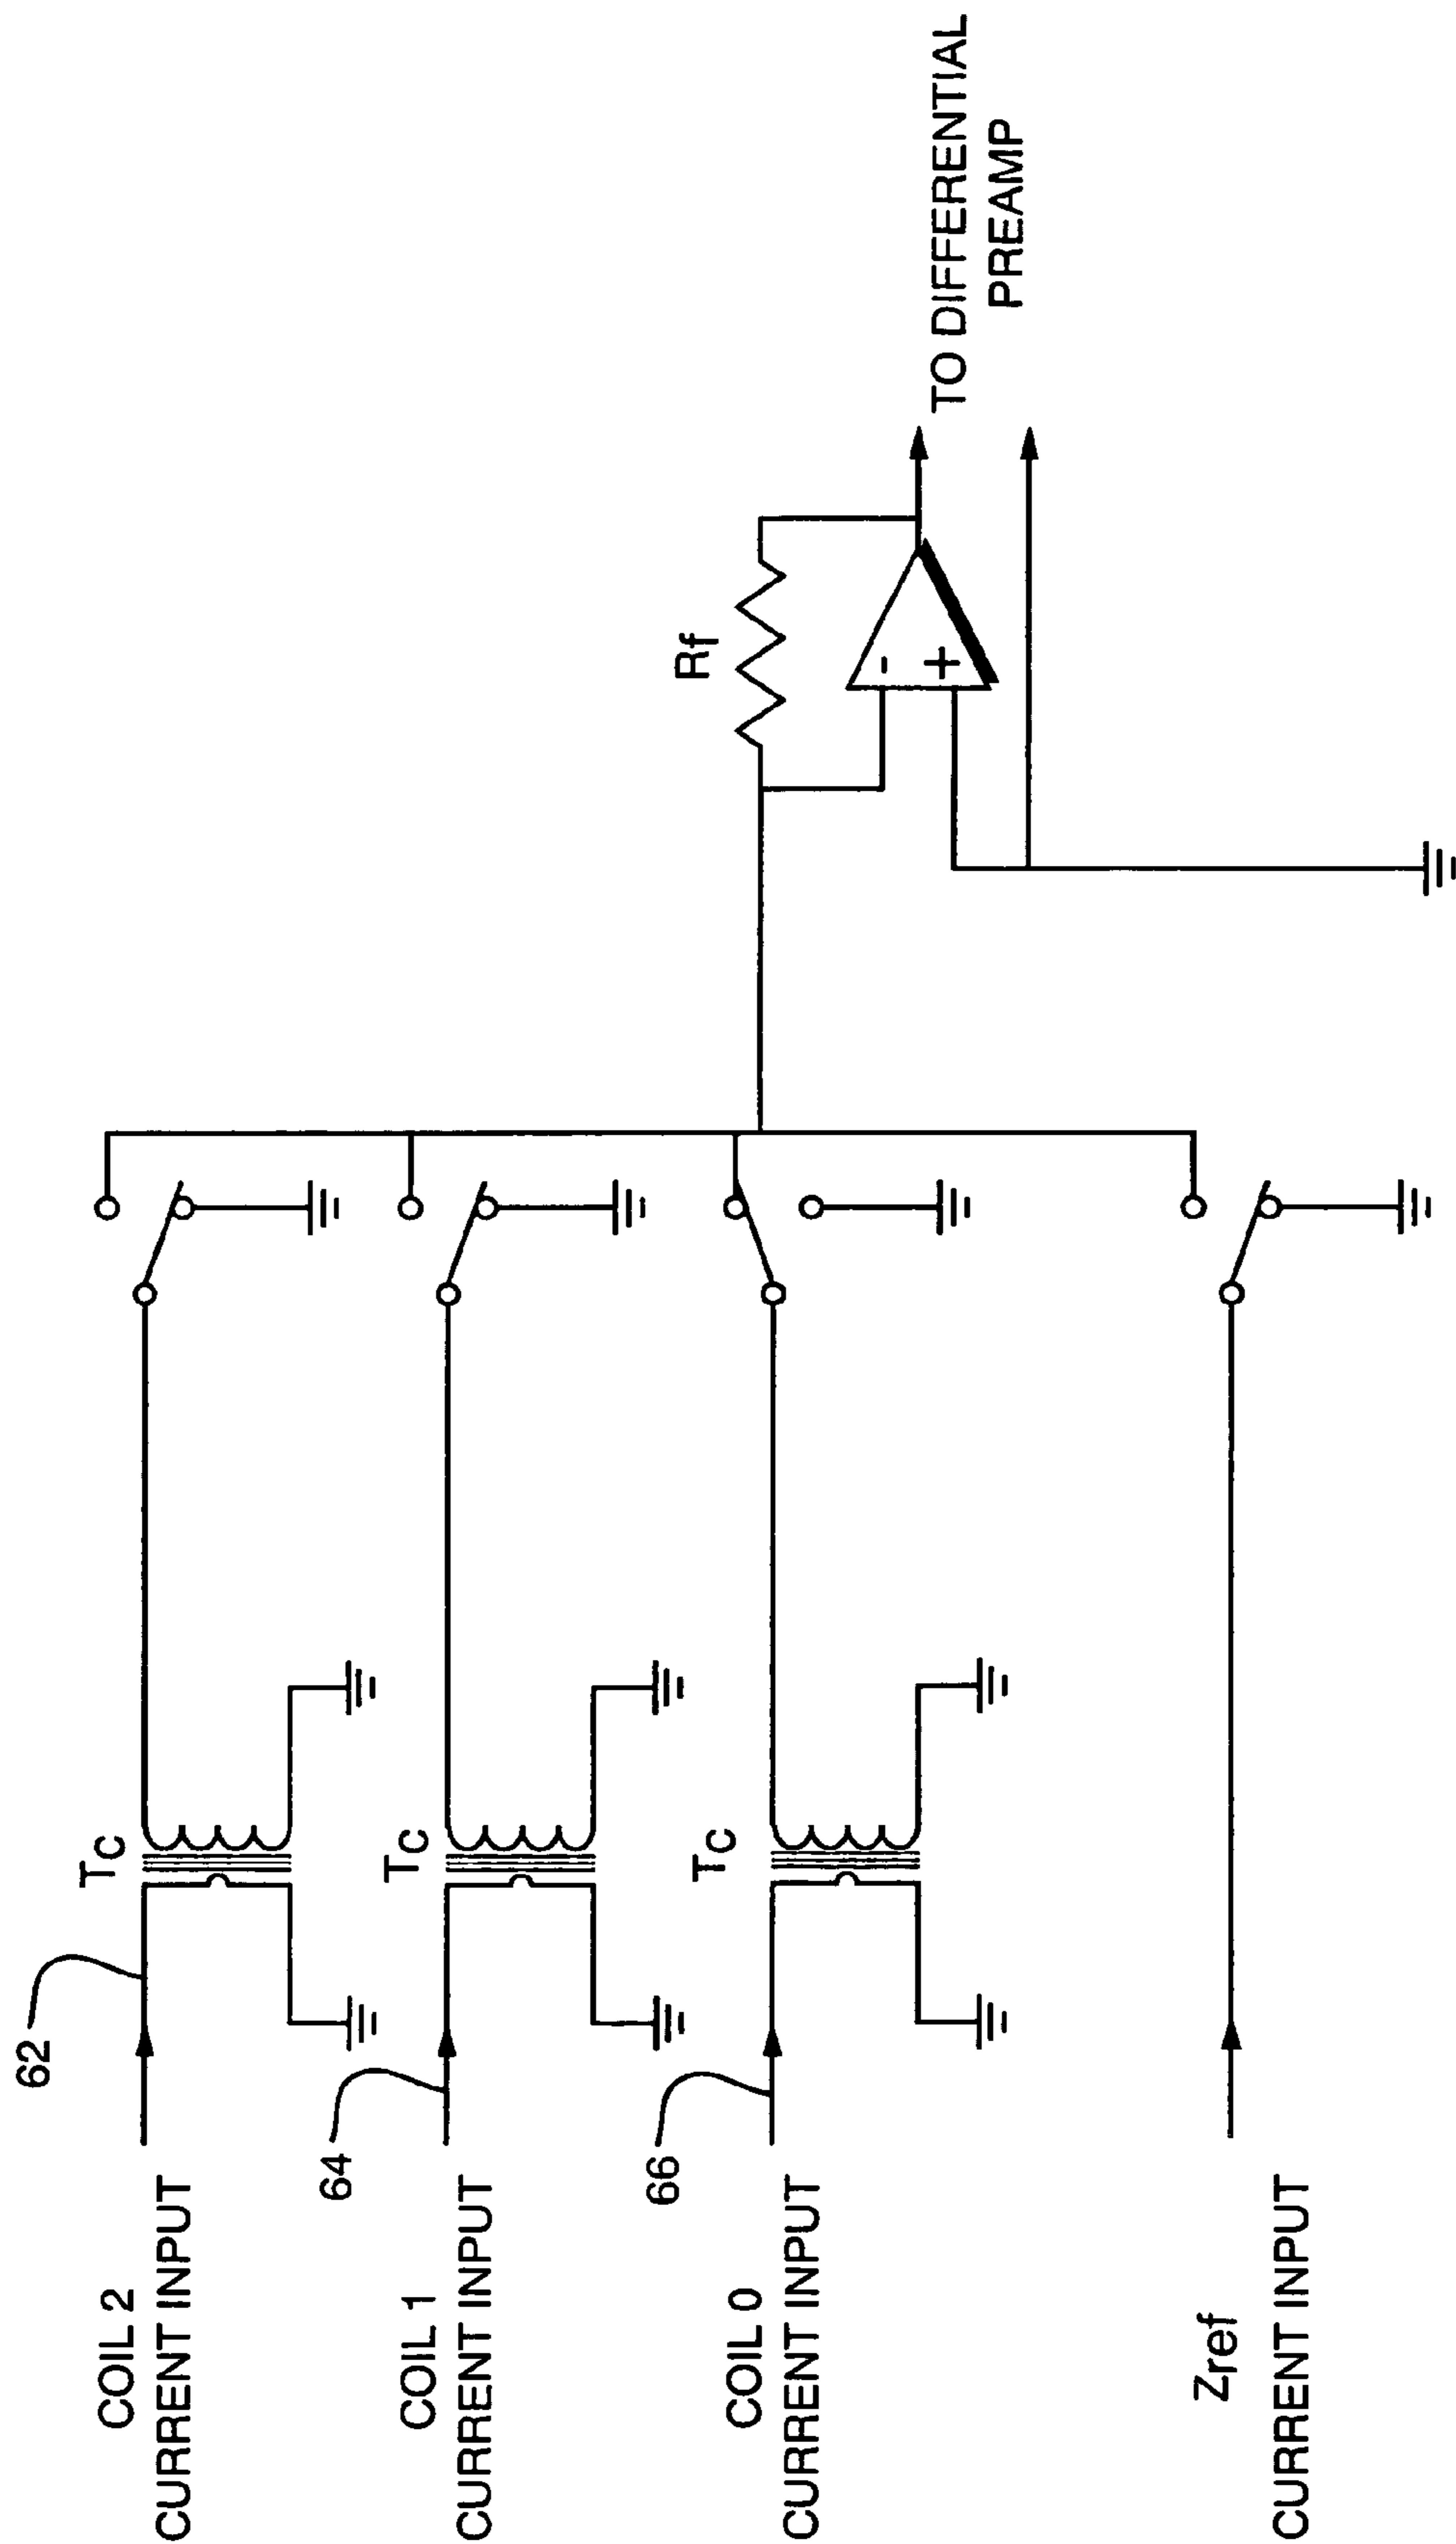 COIL 2
CURRENT INPUT
62
TC
COIL 1
CURRENT INPUT
64
TC
COIL 0
CURRENT INPUT
66
TC
Zref
CURRENT INPUT
Rf
-
+
TO DIFFERENTIAL
PREAMP